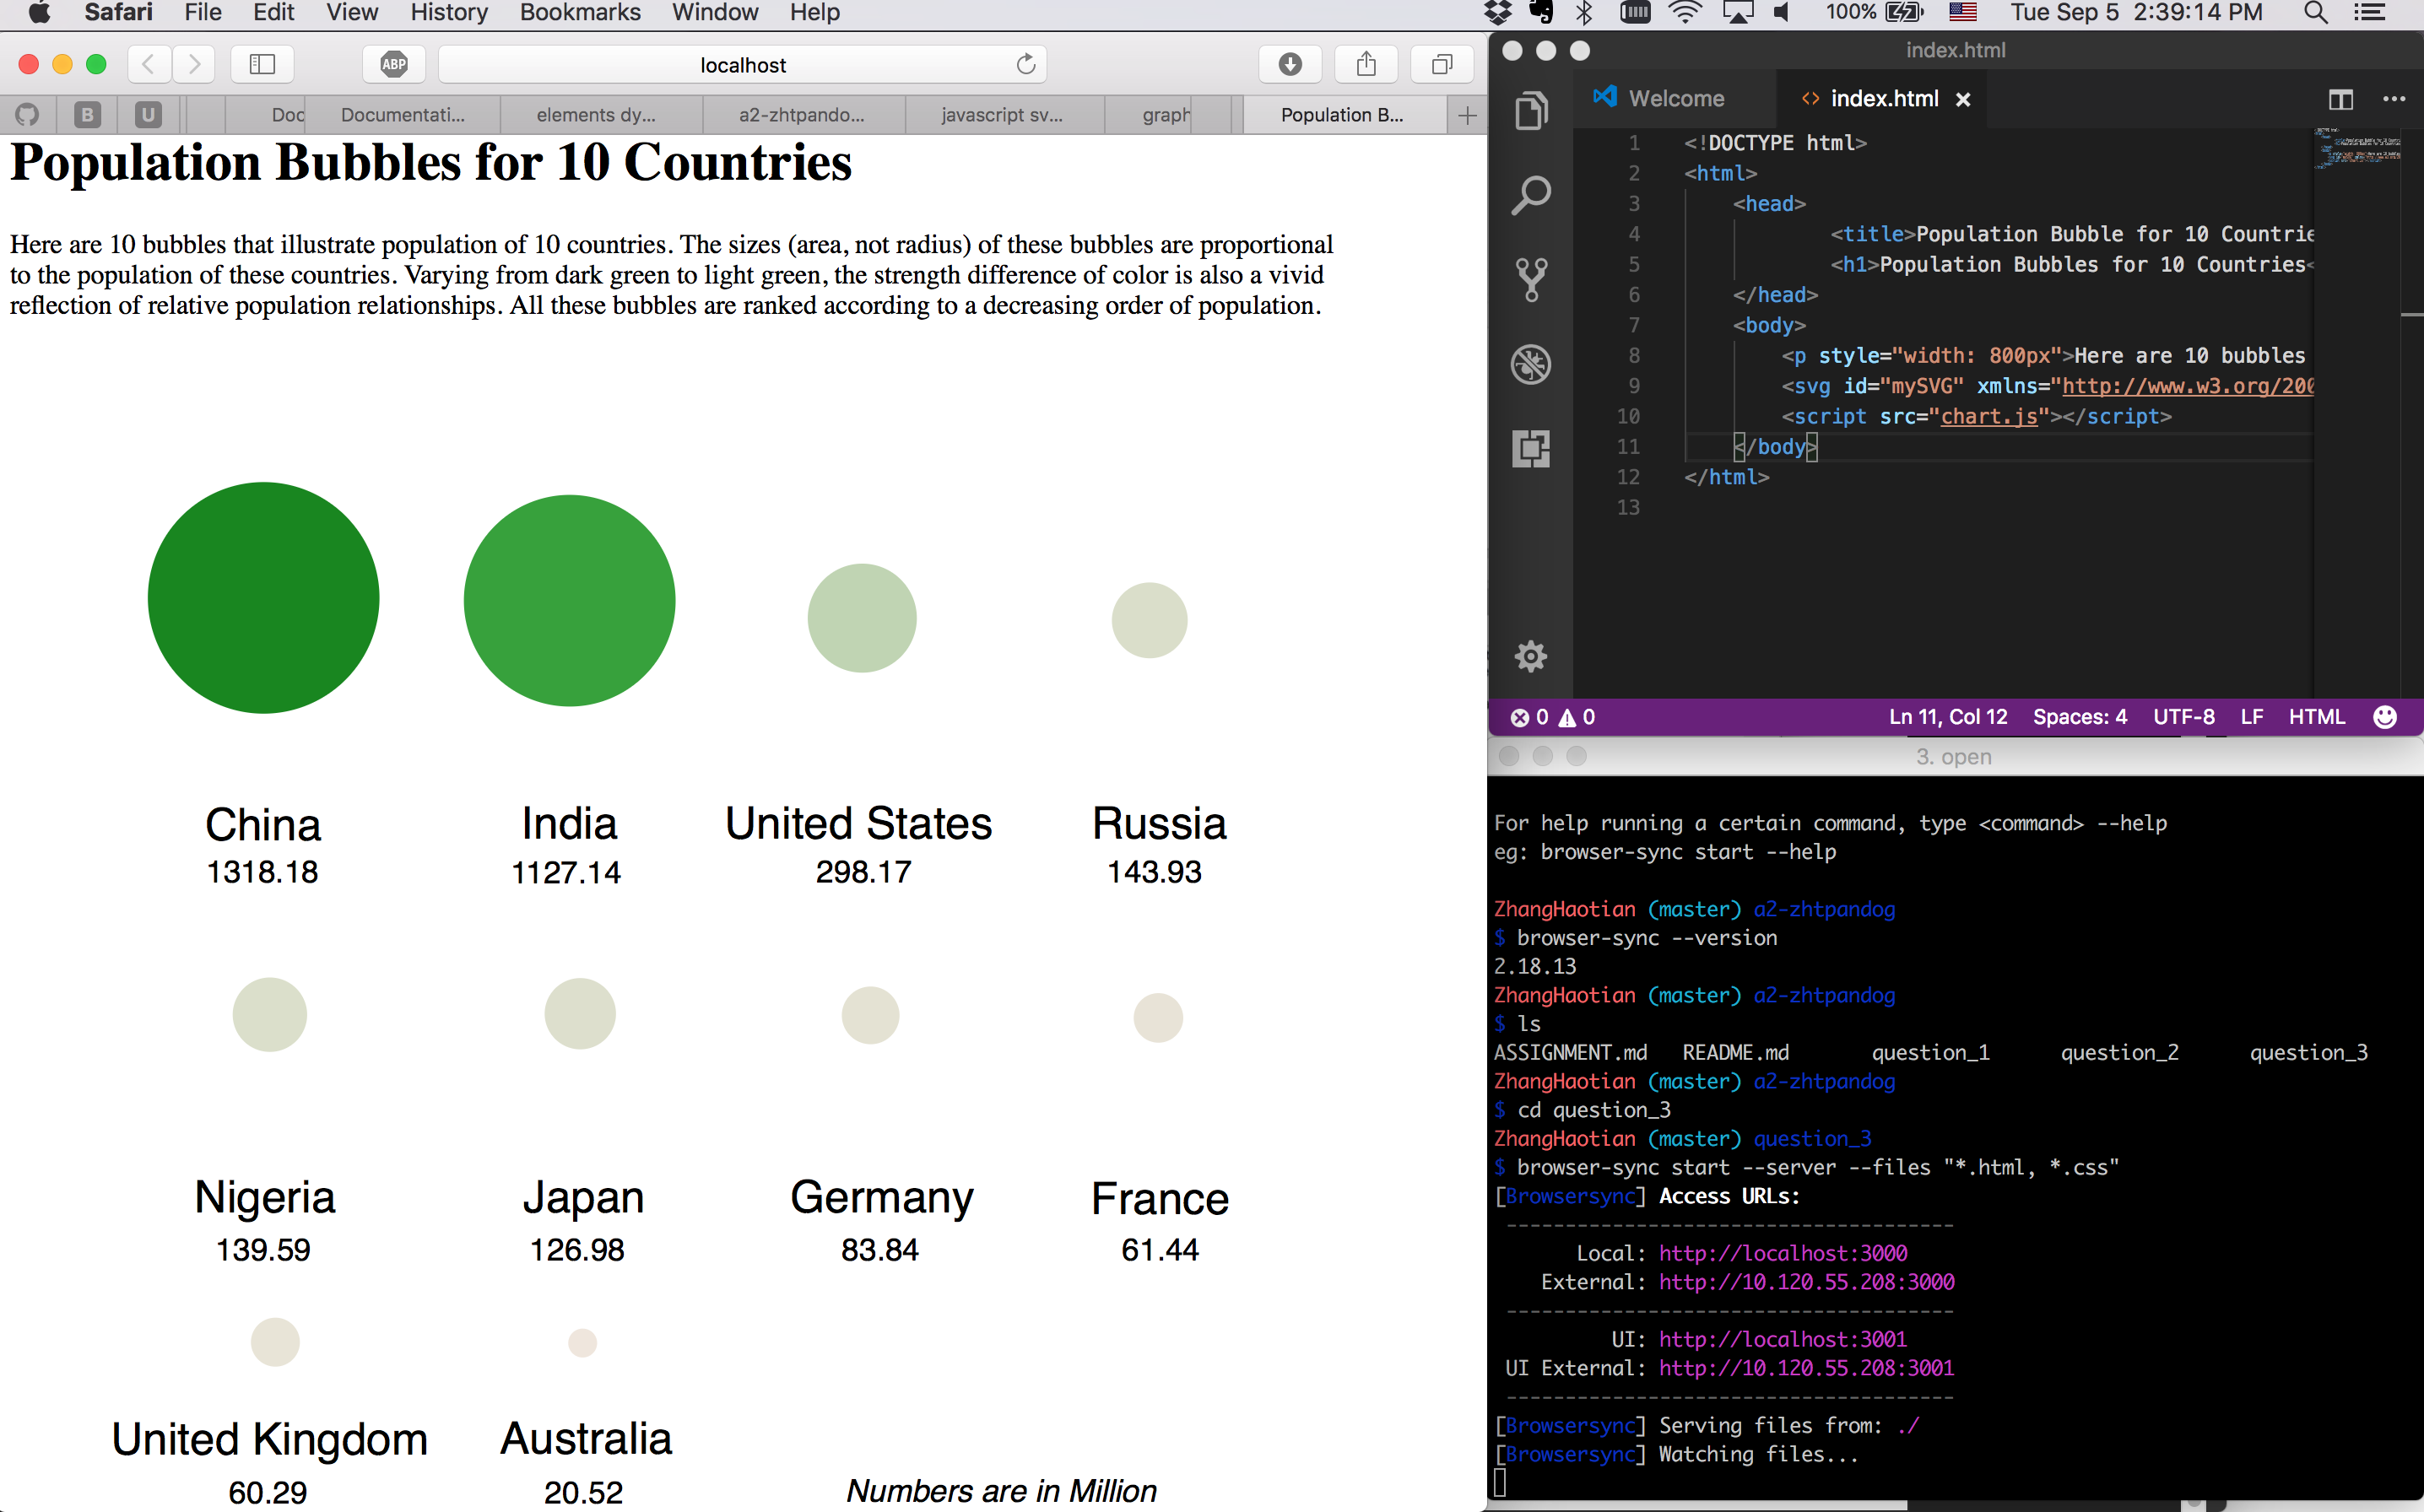 Safari File Edit View History Bookmarks Window Help
100% Tue Sep 5 2:39:14 PM
ABP localhost
B U Doc Documentati... elements dy... a2-zhtpando... javascript sv... graph Population B...
Population Bubbles for 10 Countries
Here are 10 bubbles that illustrate population of 10 countries. The sizes (area, not radius) of these bubbles are proportional
to the population of these countries. Varying from dark green to light green, the strength difference of color is also a vivid
reflection of relative population relationships. All these bubbles are ranked according to a decreasing order of population.
China India United States Russia
1318.18 1127.14 298.17 143.93
Nigeria Japan Germany France
139.59 126.98 83.84 61.44
United Kingdom Australia
60.29 20.52
Numbers are in Million
index.html
Welcome <> index.html
1 <!DOCTYPE html>
2 <html>
3 <head>
4 <title>Population Bubble for 10 Countrie
5 <h1>Population Bubbles for 10 Countries<
6 </head>
7 <body>
8 <p style="width: 800px">Here are 10 bubbles
9 <svg id="mySVG" xmlns="http://www.w3.org/200
10 <script src="chart.js"></script>
11 </body>
12 </html>
13
0 0 Ln 11, Col 12 Spaces: 4 UTF-8 LF HTML
3. open
For help running a certain command, type <command> --help
eg: browser-sync start --help
ZhangHaotian (master) a2-zhtpandog
$ browser-sync --version
2.18.13
ZhangHaotian (master) a2-zhtpandog
$ ls
ASSIGNMENT.md README.md question_1 question_2 question_3
ZhangHaotian (master) a2-zhtpandog
$ cd question_3
ZhangHaotian (master) question_3
$ browser-sync start --server --files "*.html, *.css"
[Browsersync] Access URLs:
--------------------------------------
Local: http://localhost:3000
External: http://10.120.55.208:3000
--------------------------------------
UI: http://localhost:3001
UI External: http://10.120.55.208:3001
--------------------------------------
[Browsersync] Serving files from: ./
[Browsersync] Watching files...